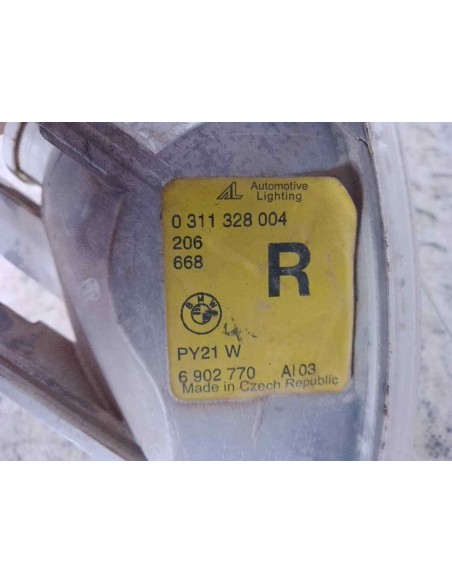 AL Automotive
Lighting
0 311 328 004
206
668
R
BMW
PY21 W
6 902 770 AI 03
Made in Czech Republic